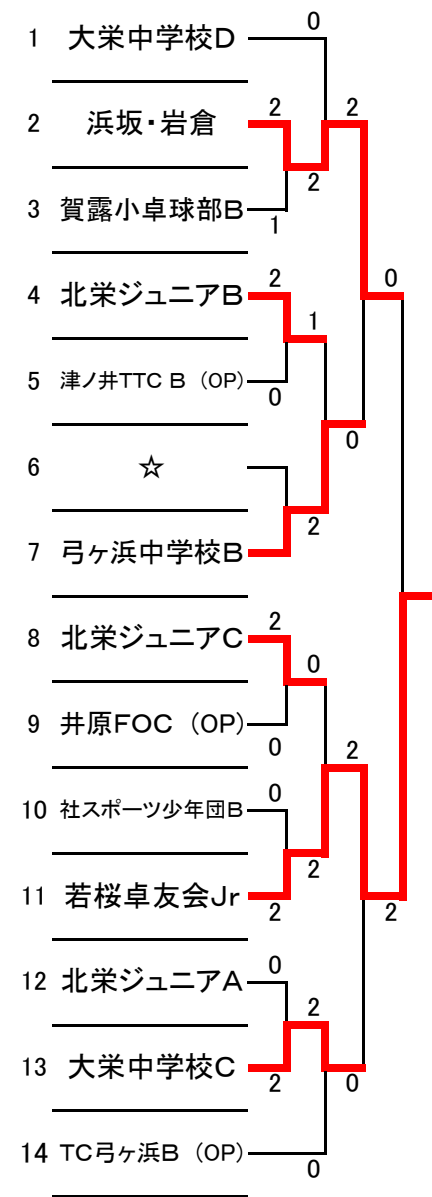 0
1 大栄中学校D
2 2
2 浜坂・岩倉
2
3 賀露小卓球部B
1
2 0
4 北栄ジュニアB
1
5 津ノ井TTC B (OP)
0
0
6 ☆
2
7 弓ヶ浜中学校B
2
8 北栄ジュニアC
0
9 井原FOC (OP)
0 2
0
10 社スポーツ少年団B
2
11 若桜卓友会Jr
2 2
0
12 北栄ジュニアA
2
13 大栄中学校C
2 0
14 TC弓ヶ浜B (OP)
0